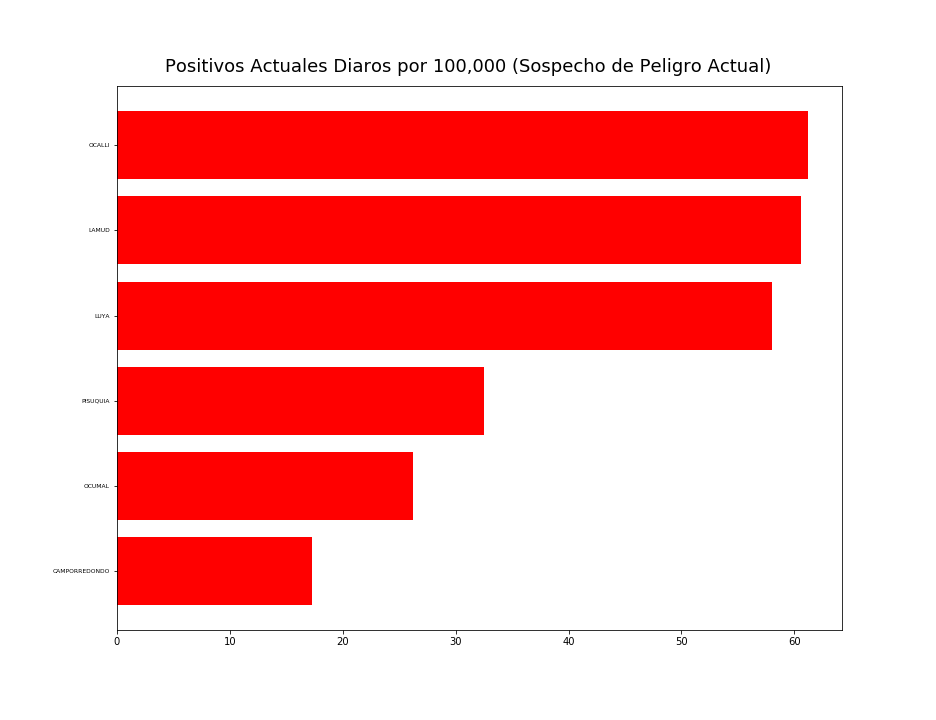 Positivos Actuales Diaros por 100,000 (Sospecho de Peligro Actual)
OCALLI
LAMUD
LUYA
PISUQUIA
OCUMAL
CAMPORREDONDO
0 10 20 30 40 50 60